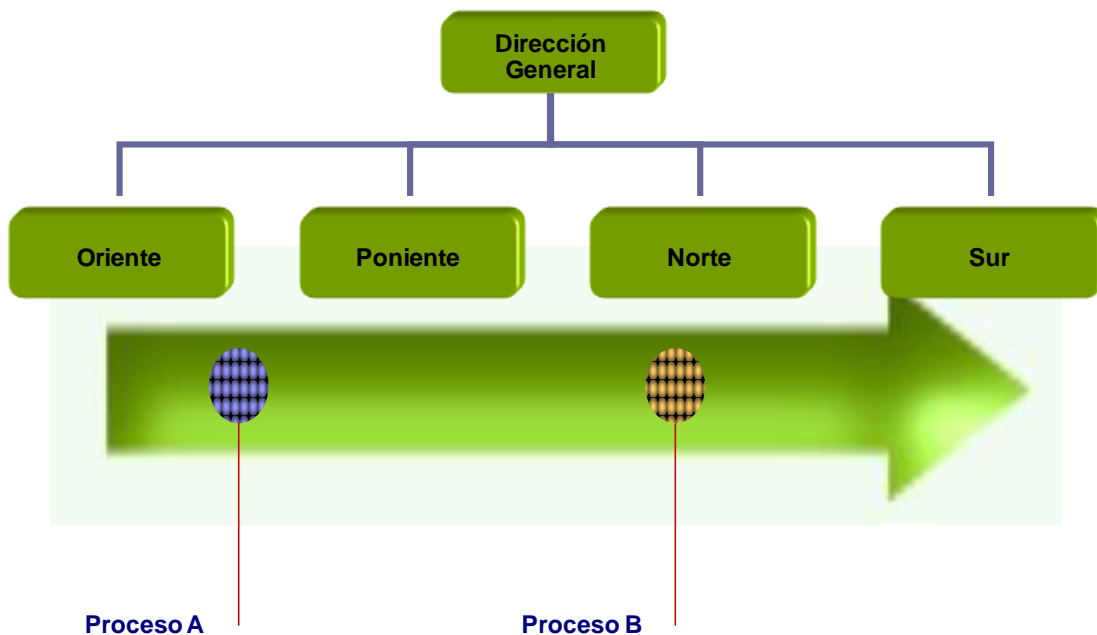 Dirección
General
Oriente
Poniente
Norte
Sur
Proceso A
Proceso B